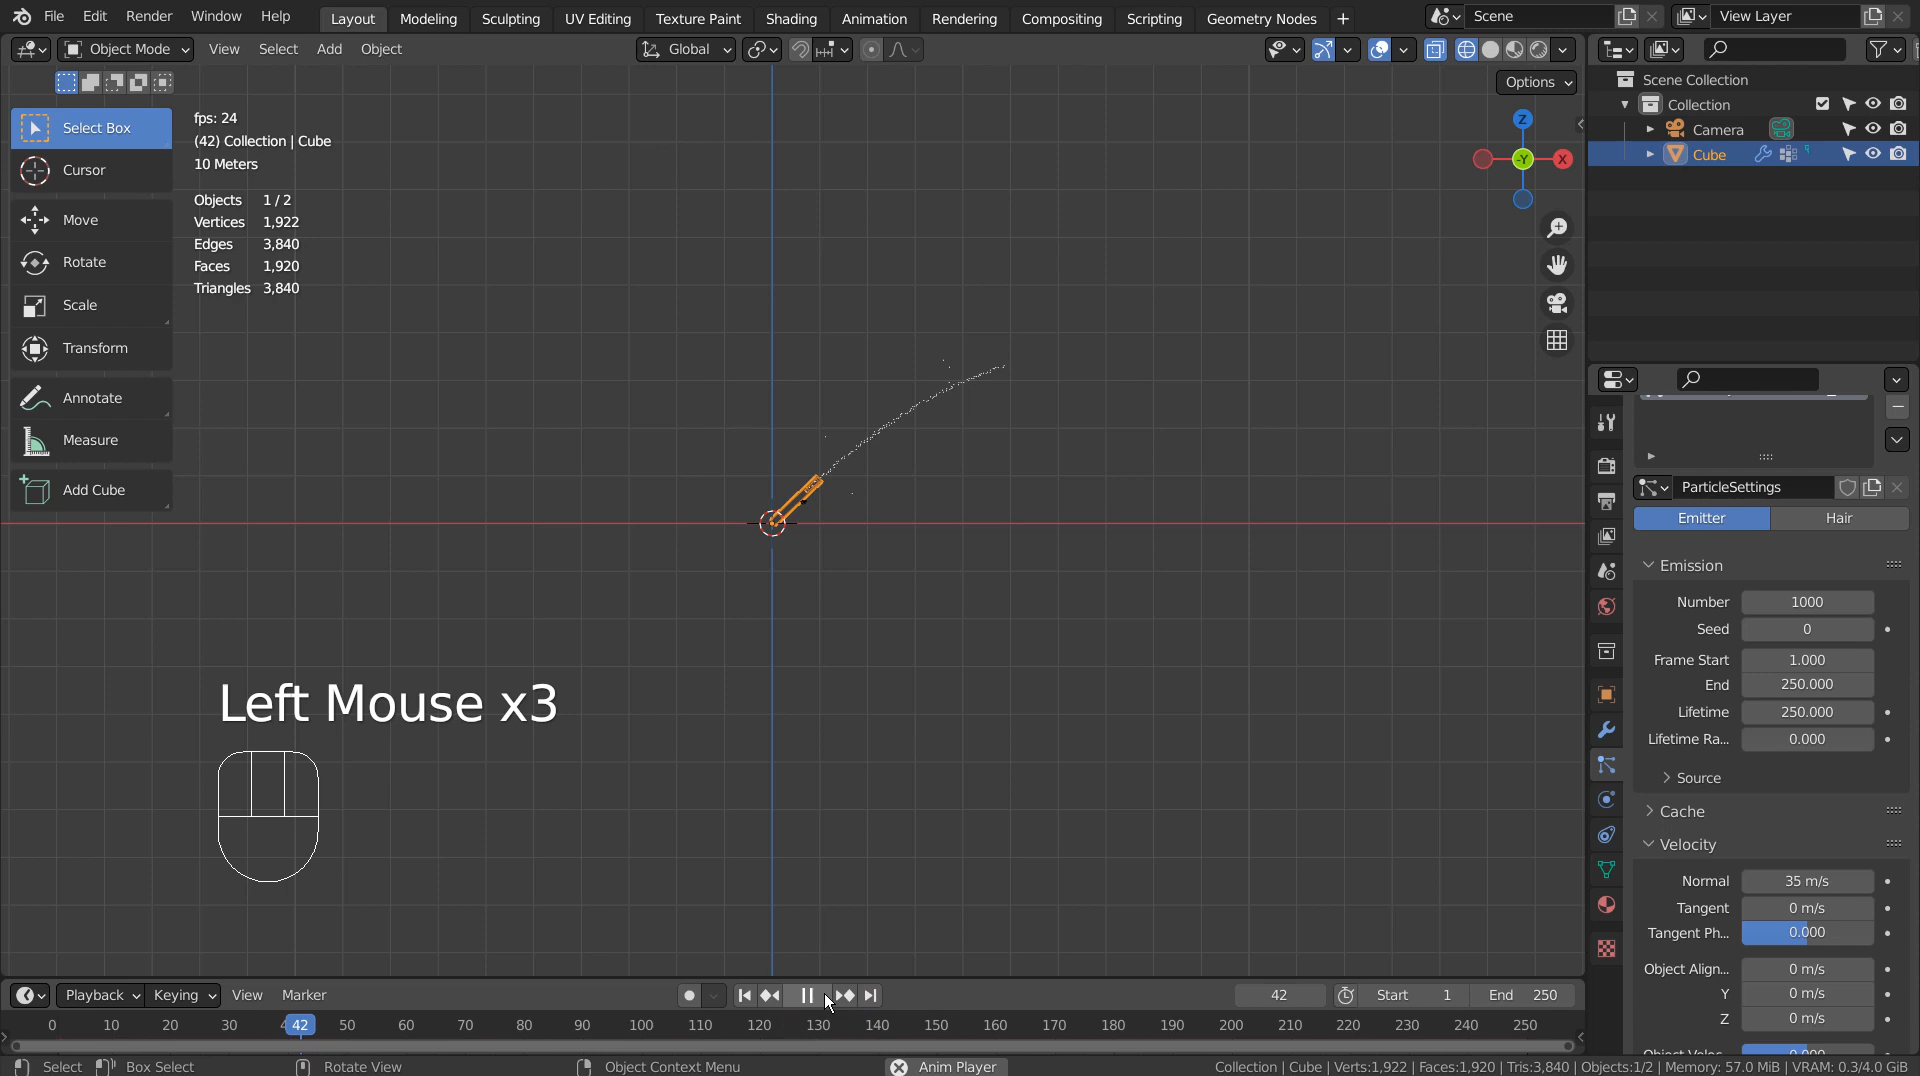 File Edit Render Window Help
Layout Modeling Sculpting UV Editing Texture Paint Shading Animation Rendering Compositing Scripting Geometry Nodes +
Scene View Layer
Object Mode View Select Add Object Global
Options
Select Box
Cursor
Move
Rotate
Scale
Transform
Annotate
Measure
Add Cube
fps: 24
(42) Collection | Cube
10 Meters
Objects 1 / 2
Vertices 1,922
Edges 3,840
Faces 1,920
Triangles 3,840
Z
-Y X
Left Mouse x3
Scene Collection
Collection
Camera
Cube
ParticleSettings
Emitter Hair
Emission
Number 1000
Seed 0
Frame Start 1.000
End 250.000
Lifetime 250.000
Lifetime Ra... 0.000
Source
Cache
Velocity
Normal 35 m/s
Tangent 0 m/s
Tangent Ph... 0.000
Object Align... 0 m/s
Y 0 m/s
Z 0 m/s
Playback Keying View Marker 42 Start 1 End 250
0 10 20 30 42 50 60 70 80 90 100 110 120 130 140 150 160 170 180 190 200 210 220 230 240 250
Select Box Select Rotate View Object Context Menu Anim Player Collection | Cube | Verts:1,922 | Faces:1,920 | Tris:3,840 | Objects:1/2 | Memory: 57.0 MiB | VRAM: 0.3/4.0 GiB